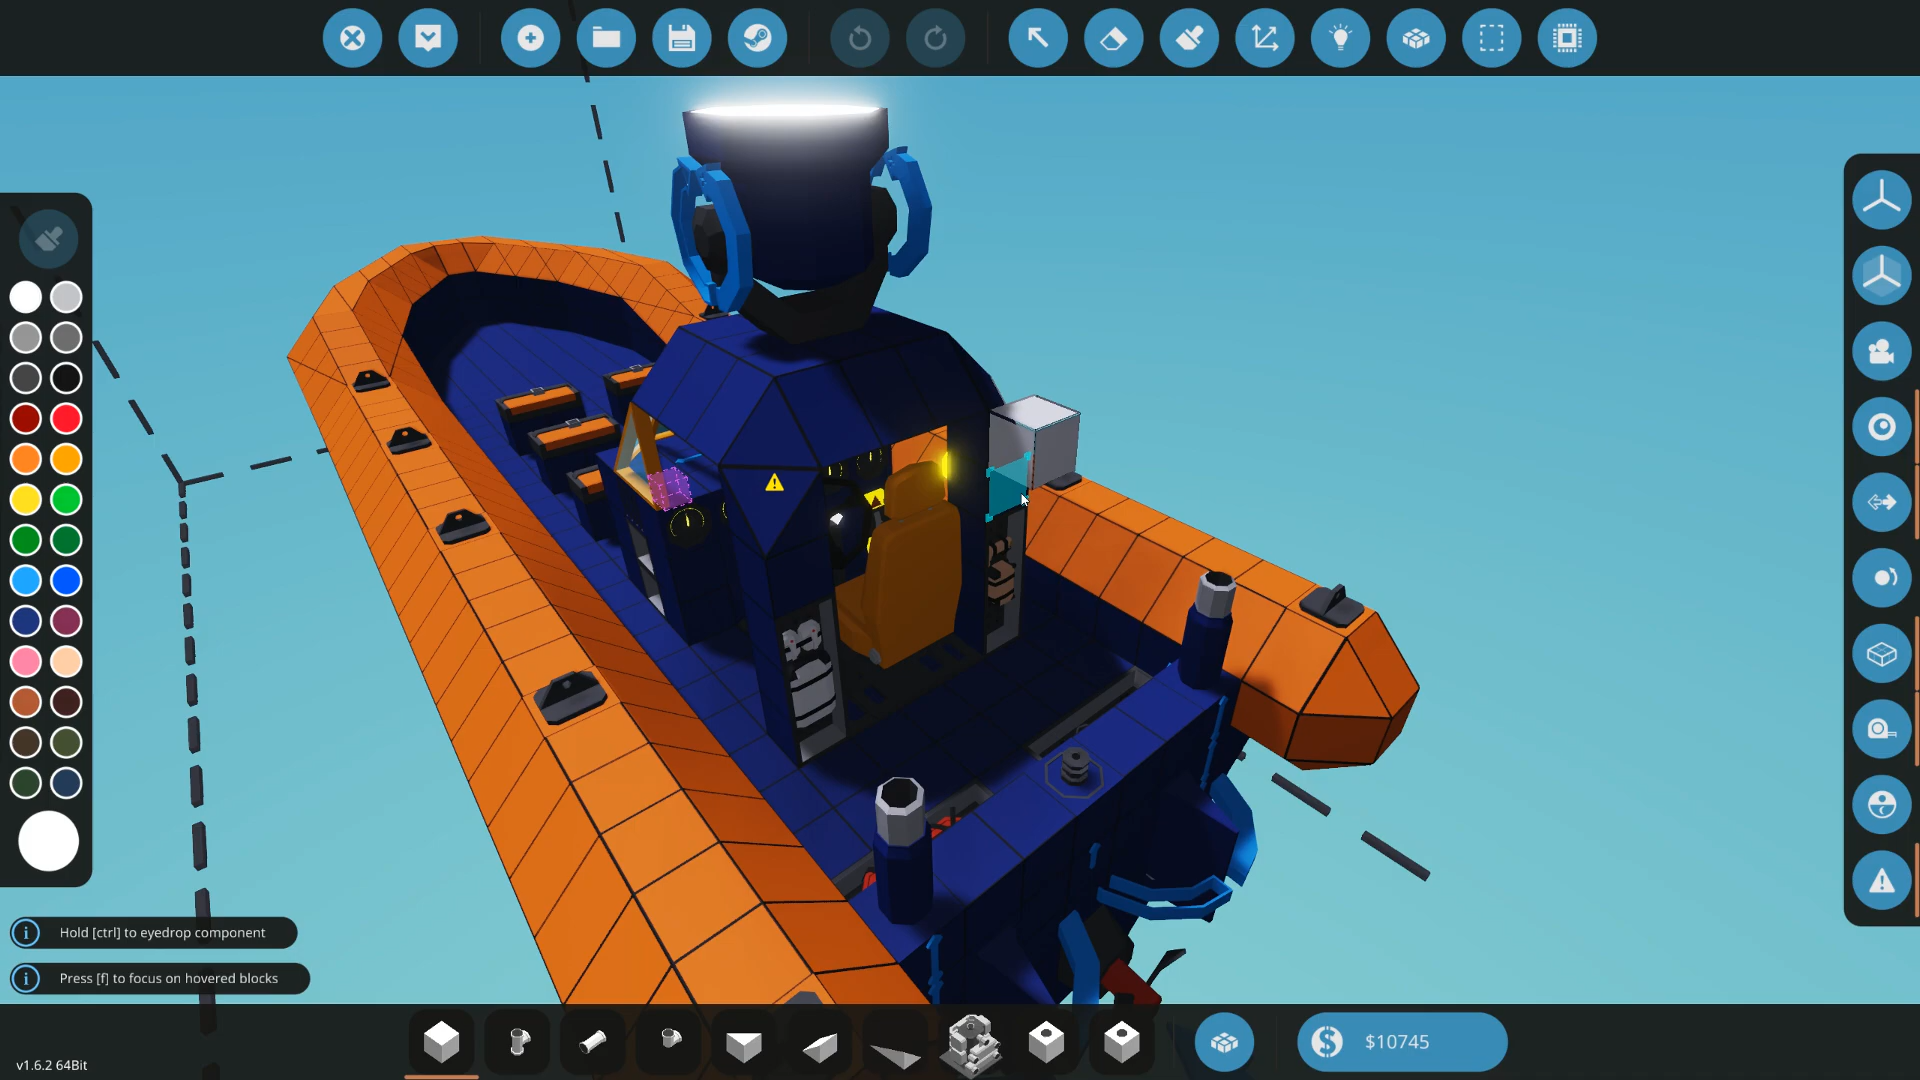 Hold [ctrl] to eyedrop component
Press [f] to focus on hovered blocks
v1.6.2 64Bit
$10745